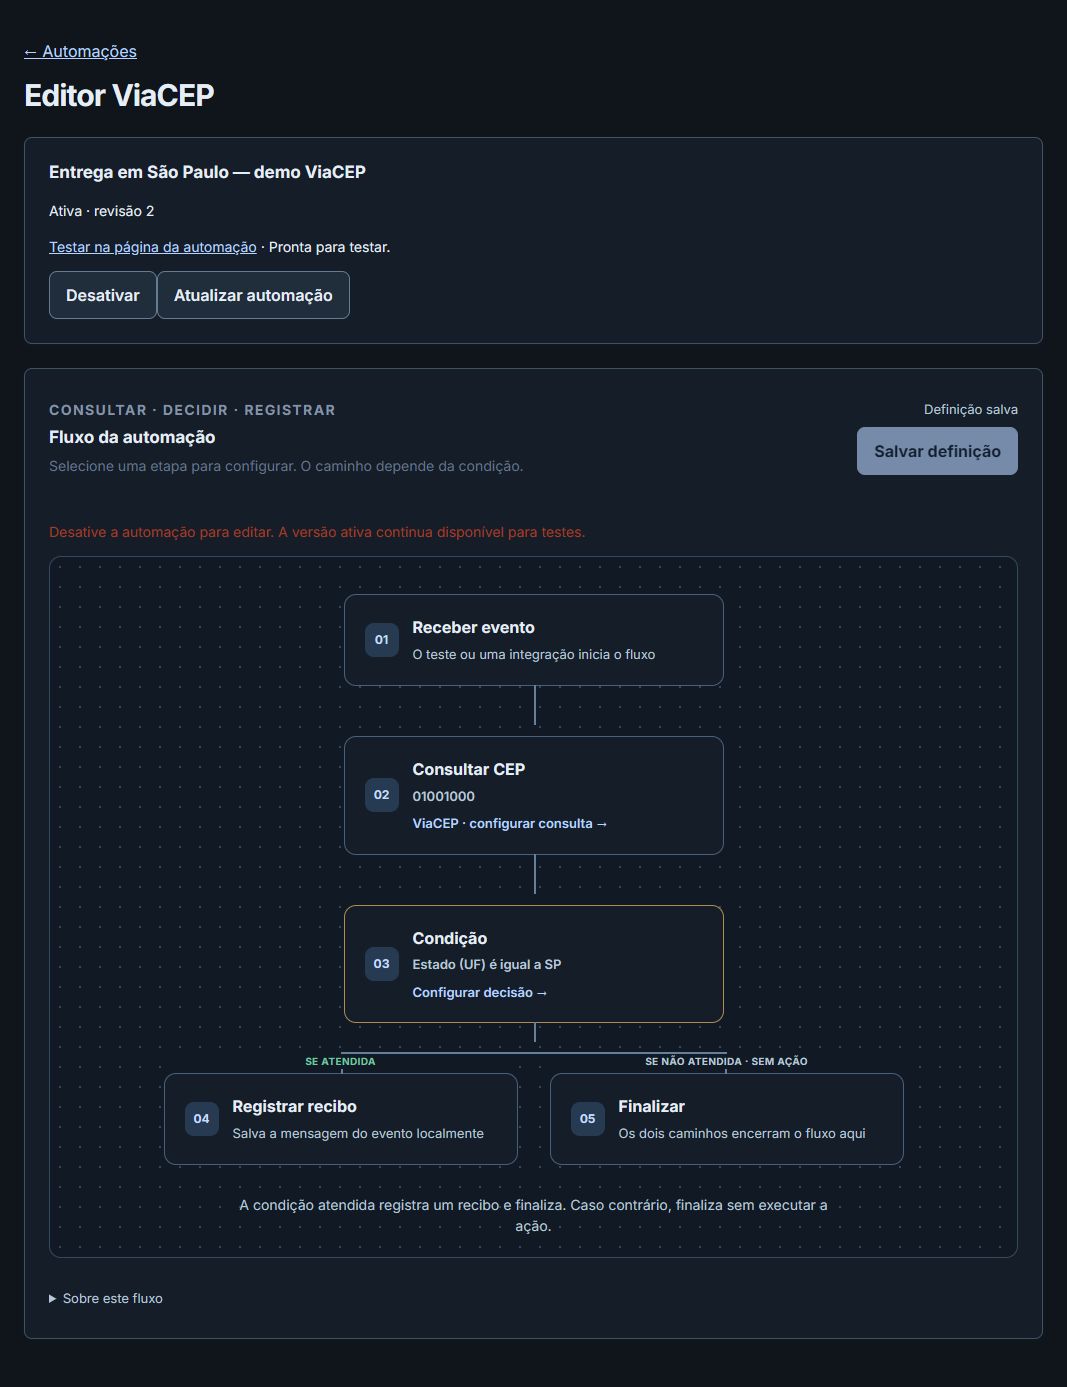 ← Automações
Editor ViaCEP
Entrega em São Paulo — demo ViaCEP
Ativa · revisão 2
Testar na página da automação · Pronta para testar.
Desativar
Atualizar automação
CONSULTAR · DECIDIR · REGISTRAR
Definição salva
Fluxo da automação
Salvar definição
Selecione uma etapa para configurar. O caminho depende da condição.
Desative a automação para editar. A versão ativa continua disponível para testes.
01
Receber evento
O teste ou uma integração inicia o fluxo
02
Consultar CEP
01001000
ViaCEP · configurar consulta →
03
Condição
Estado (UF) é igual a SP
Configurar decisão →
SE ATENDIDA
SE NÃO ATENDIDA · SEM AÇÃO
04
Registrar recibo
Salva a mensagem do evento localmente
05
Finalizar
Os dois caminhos encerram o fluxo aqui
A condição atendida registra um recibo e finaliza. Caso contrário, finaliza sem executar a
ação.
▶ Sobre este fluxo